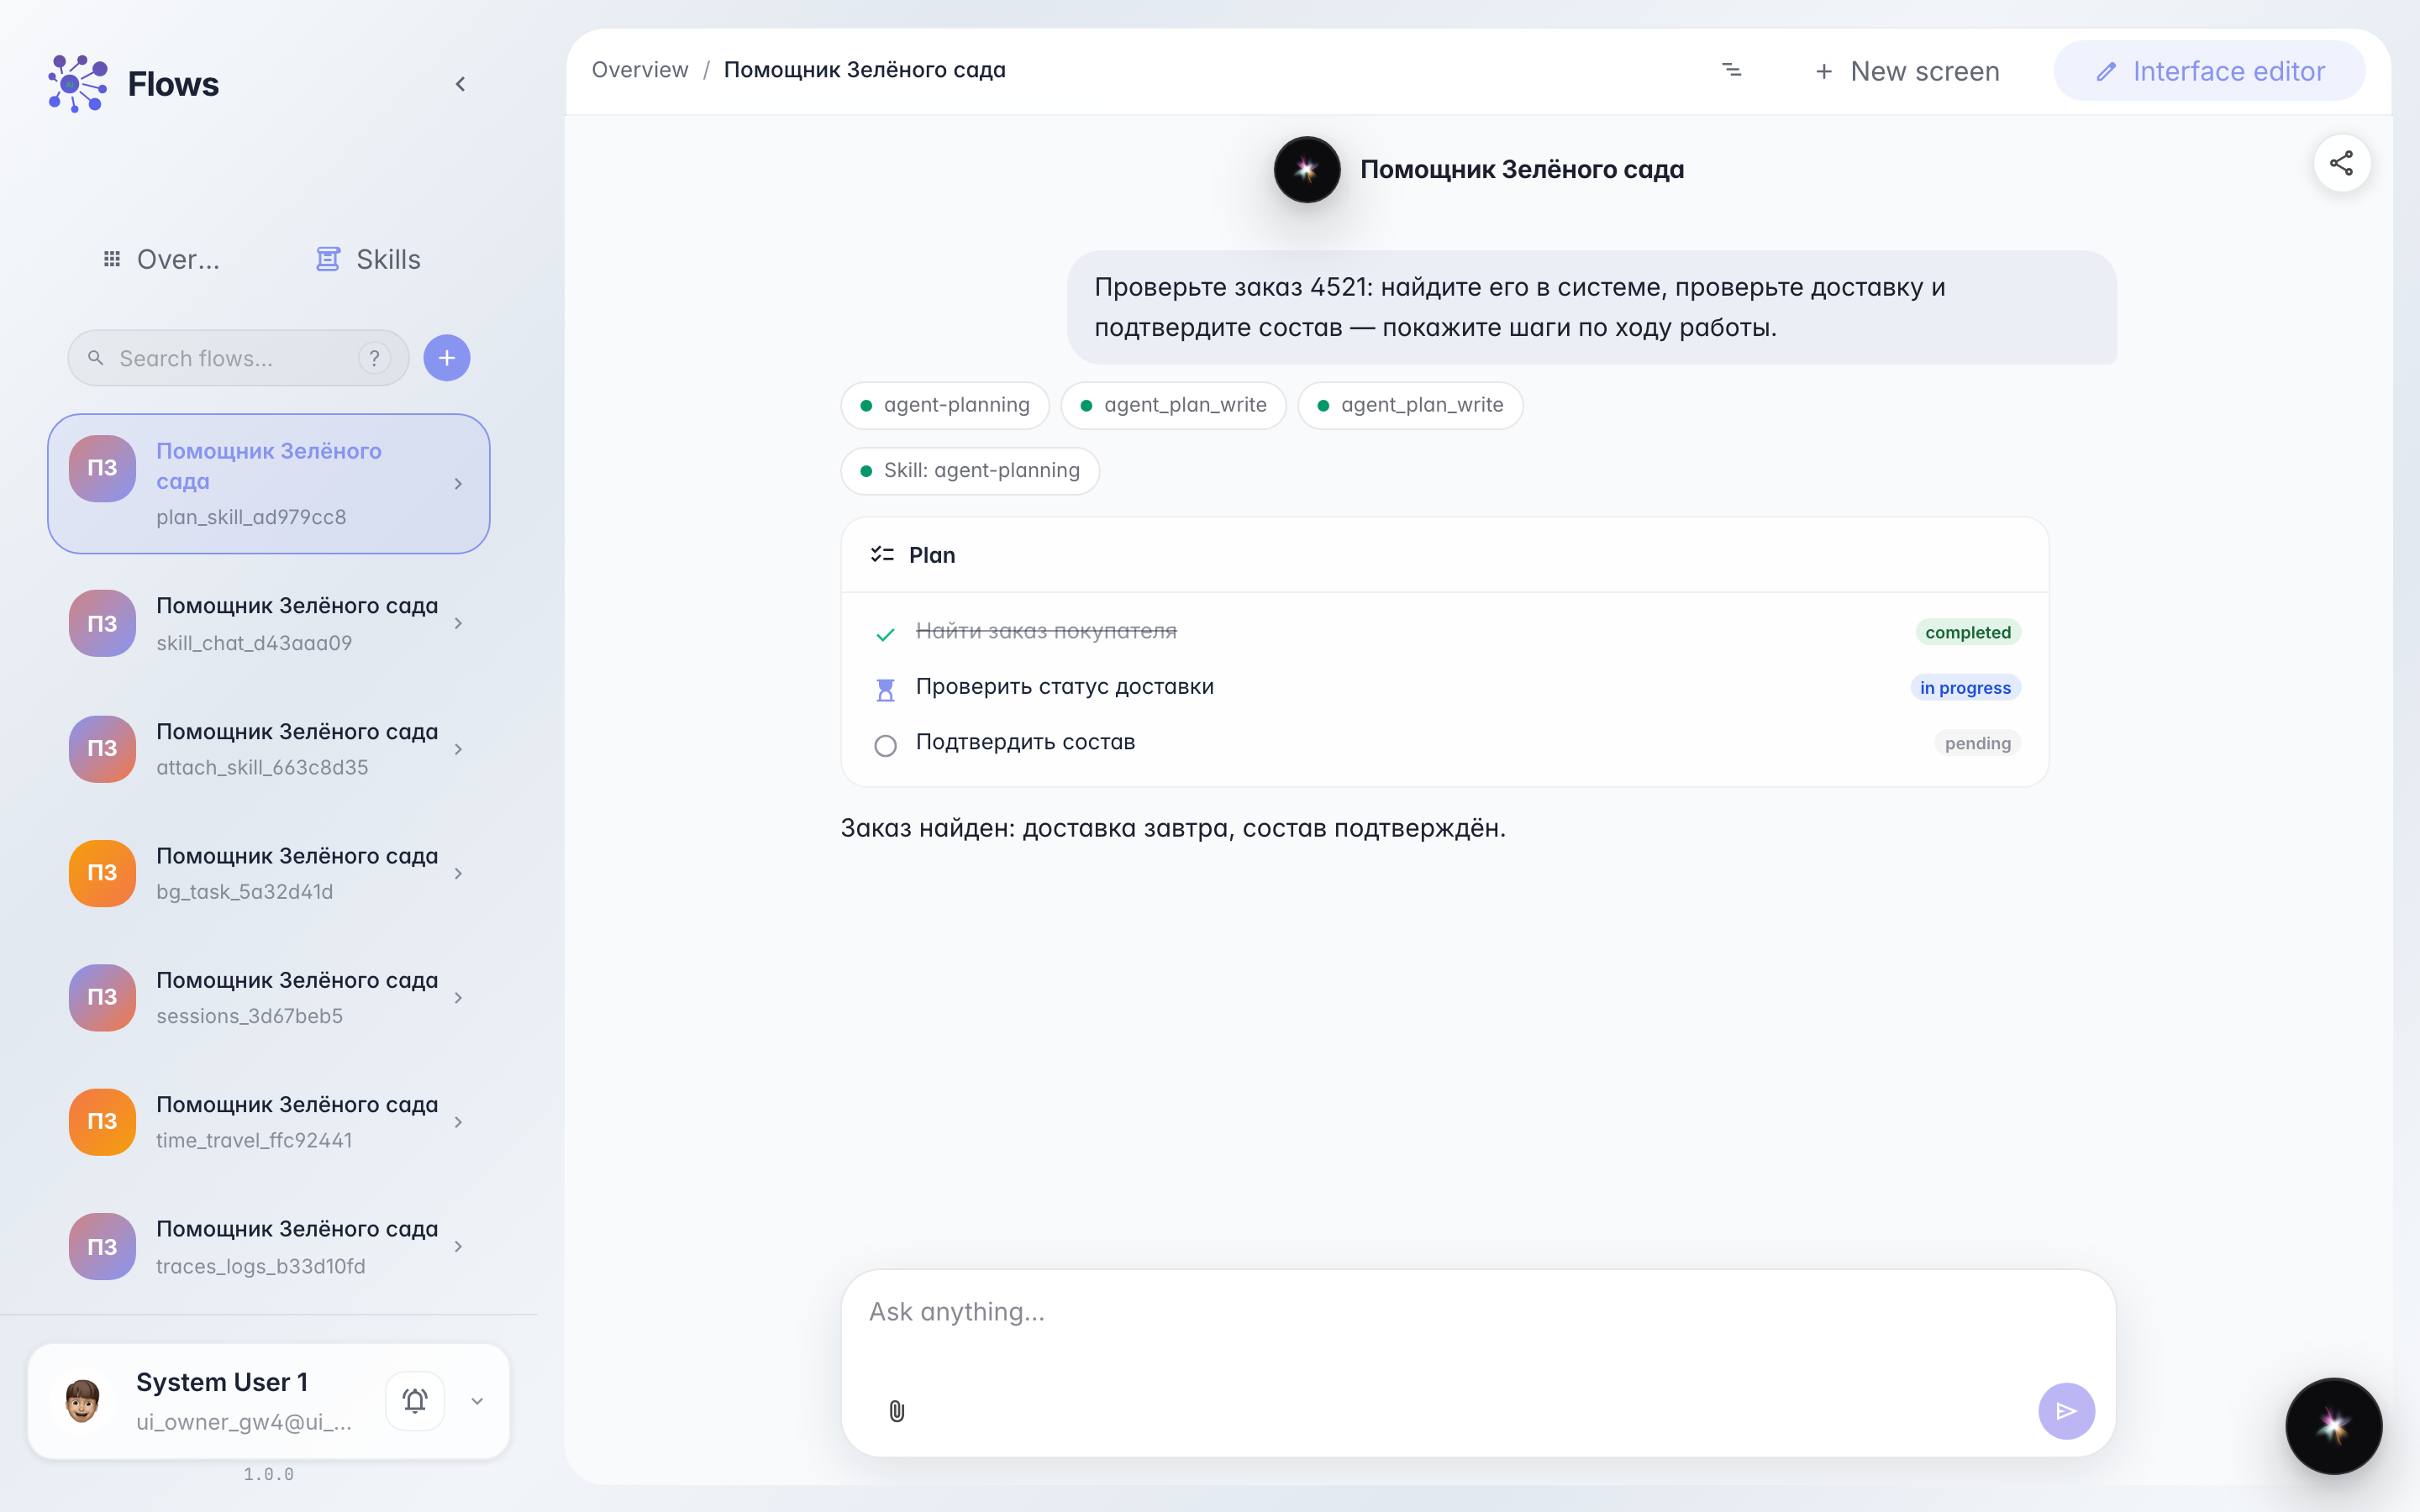 Flows
Over...
Skills
Search flows...
?
ПЗ
Помощник Зелёного
сада
plan_skill_ad979cc8
ПЗ
Помощник Зелёного сада
skill_chat_d43aaa09
ПЗ
Помощник Зелёного сада
attach_skill_663c8d35
ПЗ
Помощник Зелёного сада
bg_task_5a32d41d
ПЗ
Помощник Зелёного сада
sessions_3d67beb5
ПЗ
Помощник Зелёного сада
time_travel_ffc92441
ПЗ
Помощник Зелёного сада
traces_logs_b33d10fd
System User 1
ui_owner_gw4@ui_...
1.0.0
Overview / Помощник Зелёного сада
New screen
Interface editor
Помощник Зелёного сада
Проверьте заказ 4521: найдите его в системе, проверьте доставку и
подтвердите состав — покажите шаги по ходу работы.
agent-planning
agent_plan_write
agent_plan_write
Skill: agent-planning
Plan
Найти заказ покупателя
completed
Проверить статус доставки
in progress
Подтвердить состав
pending
Заказ найден: доставка завтра, состав подтверждён.
Ask anything...